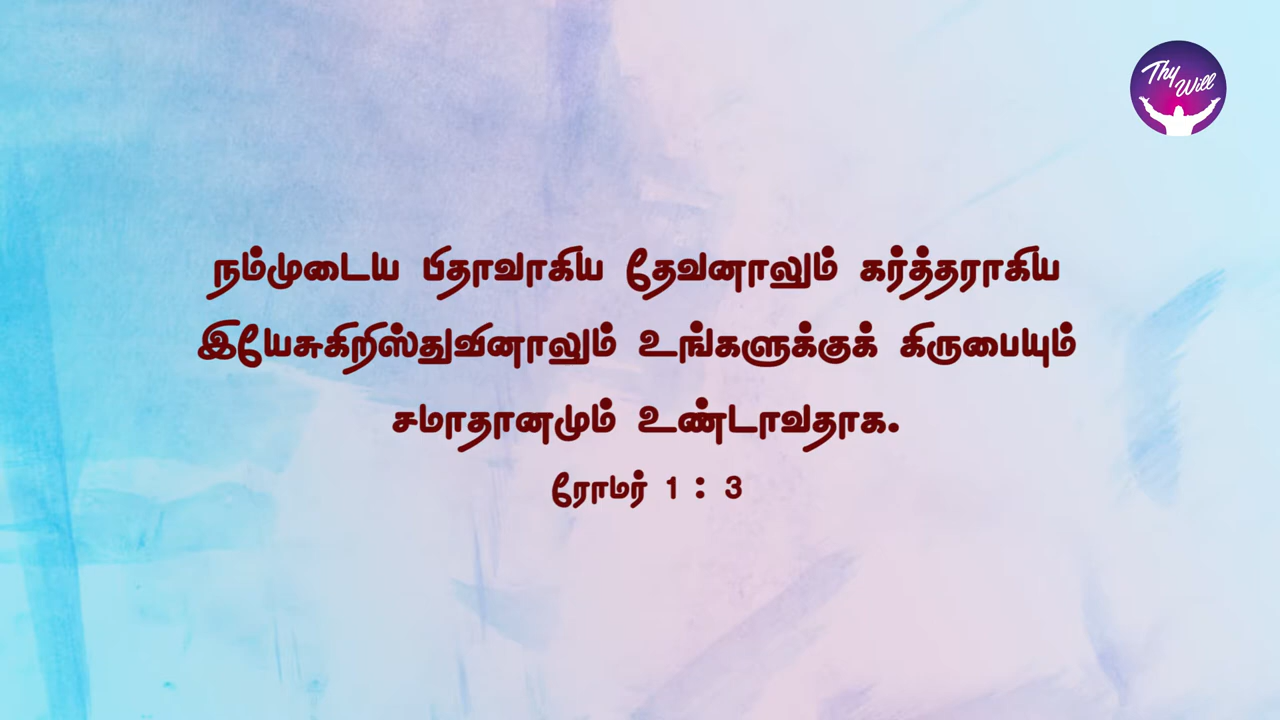 Thy Will
நம்முடைய பிதாவாகிய தேவனாலும் கர்த்தராகிய
இயேசுகிறிஸ்துவினாலும் உங்களுக்குக் கிருபையும்
சமாதானமும் உண்டாவதாக.
ரோமர் 1 : 3